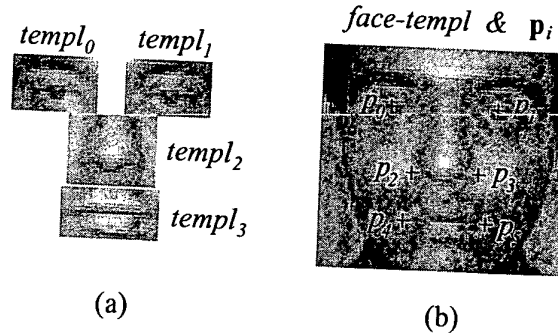 templ0 templ1
templ2
templ3
(a)
face-templ & pi
p0 p1
p2 p3
p4 p5
(b)